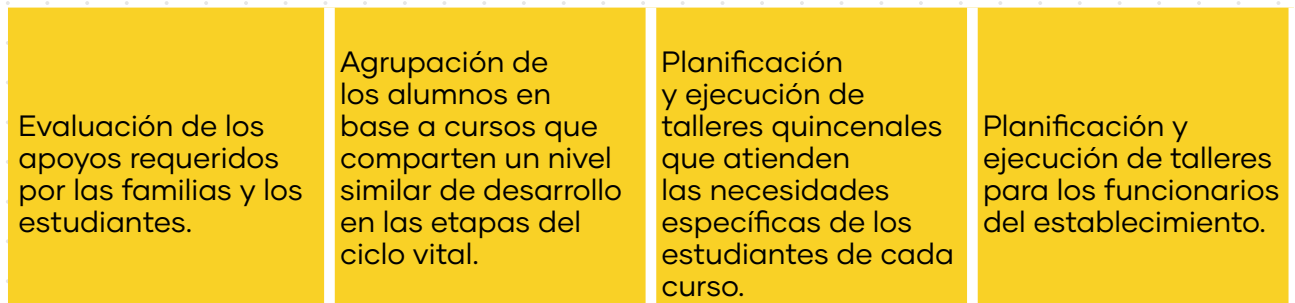 Evaluación de los
apoyos requeridos
por las familias y los
estudiantes.
Agrupación de
los alumnos en
base a cursos que
comparten un nivel
similar de desarrollo
en las etapas del
ciclo vital.
Planificación
y ejecución de
talleres quincenales
que atienden
las necesidades
específicas de los
estudiantes de cada
curso.
Planificación y
ejecución de talleres
para los funcionarios
del establecimiento.